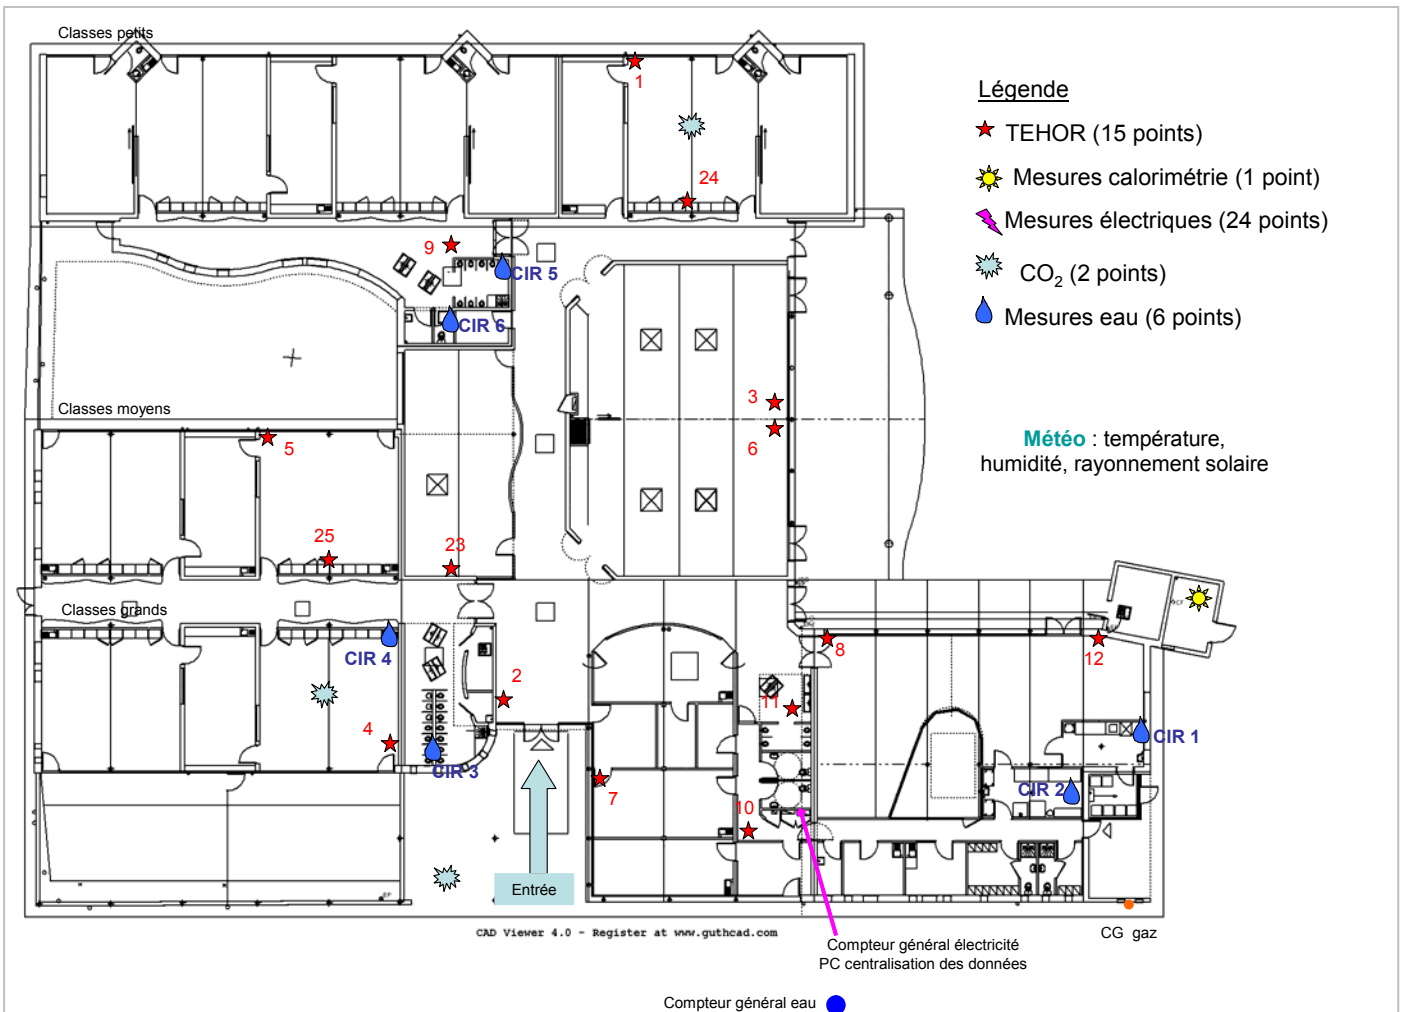 Classes petits
1
24
9
CIR 5
CIR 6
Légende
TEHOR (15 points)
Mesures calorimétrie (1 point)
Mesures électriques (24 points)
CO2 (2 points)
Mesures eau (6 points)
Météo : température,
humidité, rayonnement solaire
3
6
Classes moyens
5
25
23
Classes grands
CIR 4
2
4
CIR 3
7
8
12
11
10
CIR 1
CIR 2
Entrée
CAD Viewer 4.0 - Register at www.guthcad.com
Compteur général électricité
PC centralisation des données
CG gaz
Compteur général eau